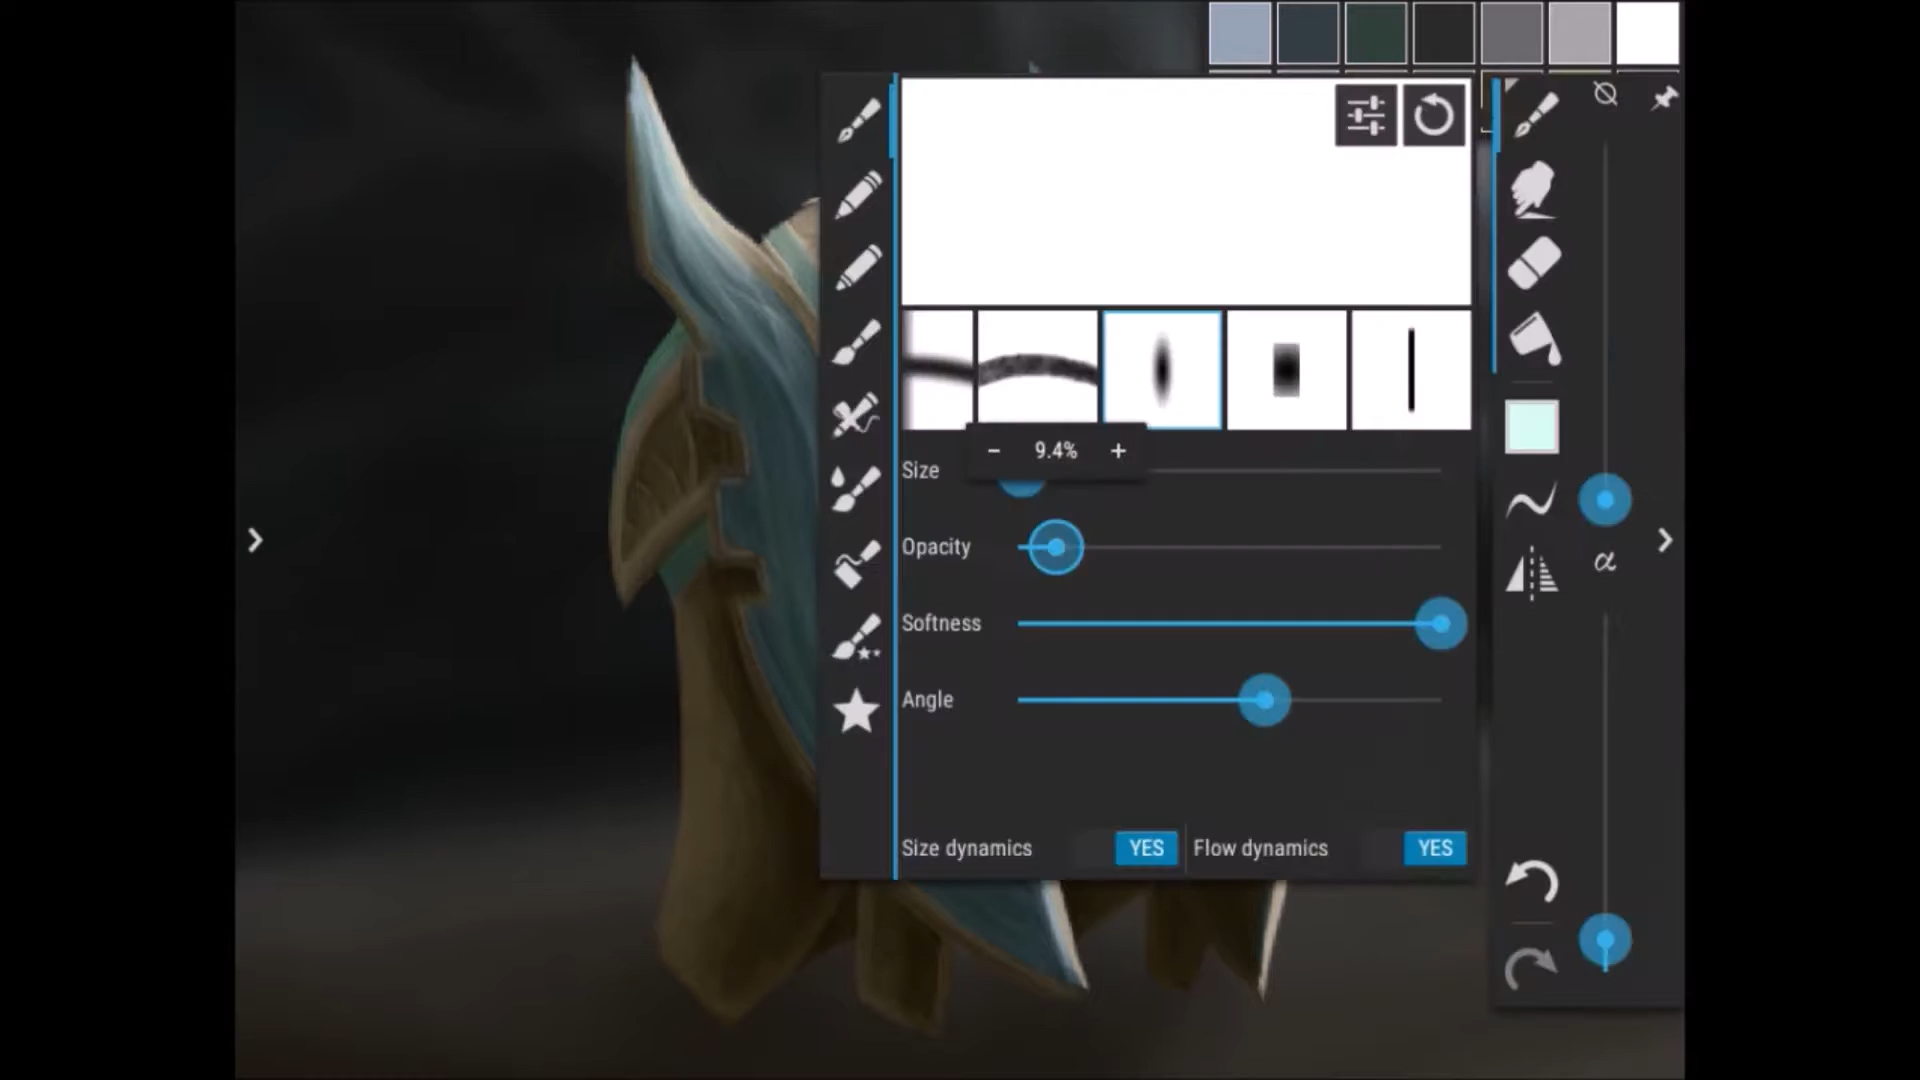 − 9.4% +
Size
Opacity
Softness
Angle
Size dynamics YES Flow dynamics YES
α